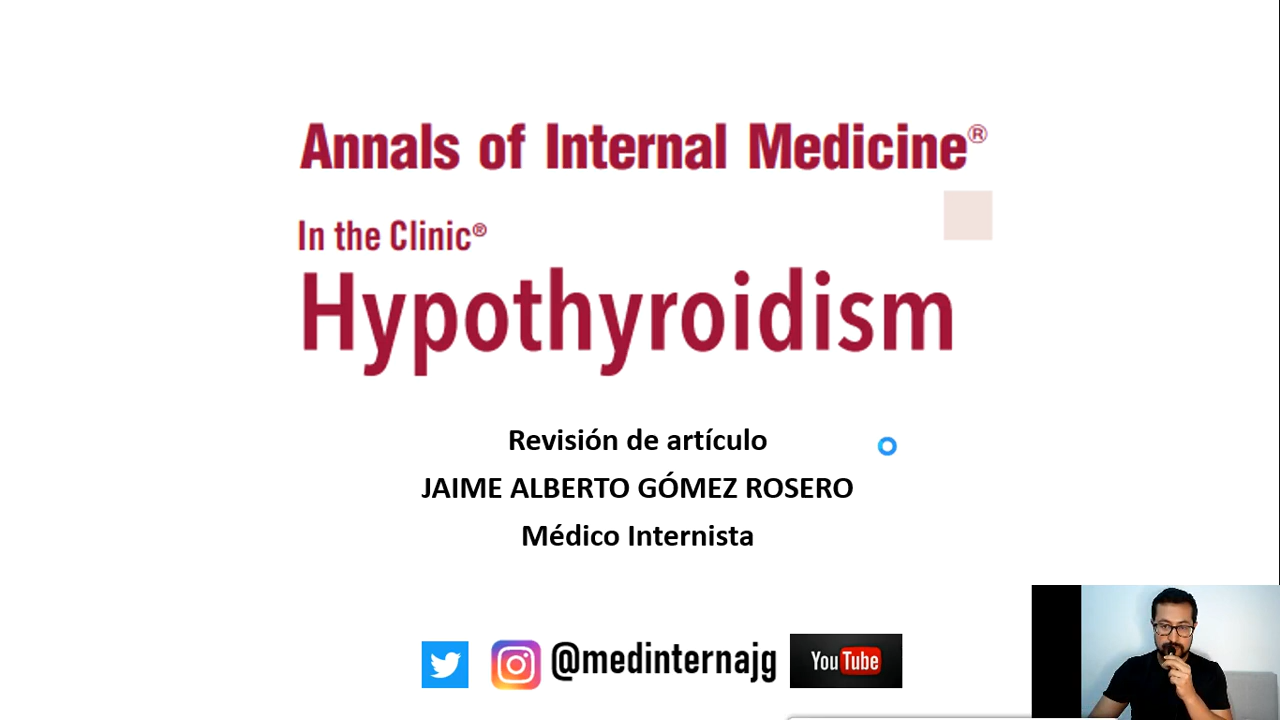 Annals of Internal Medicine®
In the Clinic®
Hypothyroidism
Revisión de artículo
JAIME ALBERTO GÓMEZ ROSERO
Médico Internista
@medinternajg YouTube